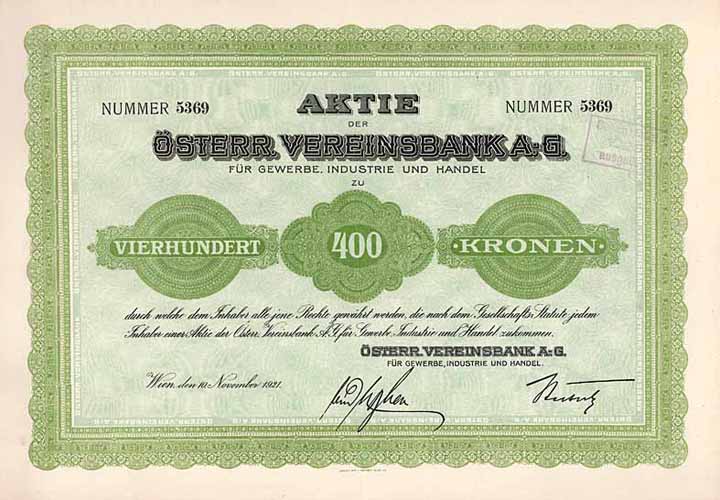 AKTIE
NUMMER 5369
NUMMER 5369
DER
ÖSTERR. VEREINSBANK A.-G.
FÜR GEWERBE, INDUSTRIE UND HANDEL
ZU
VIERHUNDERT 400 KRONEN
durch welche dem Inhaber alle jene Rechte gewährt werden, die nach dem Gesellschafts-Statute jedem
Inhaber einer Aktie der Österr. Vereinsbank A.G. für Gewerbe, Industrie und Handel zukommen.
ÖSTERR. VEREINSBANK A.-G.
FÜR GEWERBE, INDUSTRIE UND HANDEL.
Wien, den 10. November 1921.